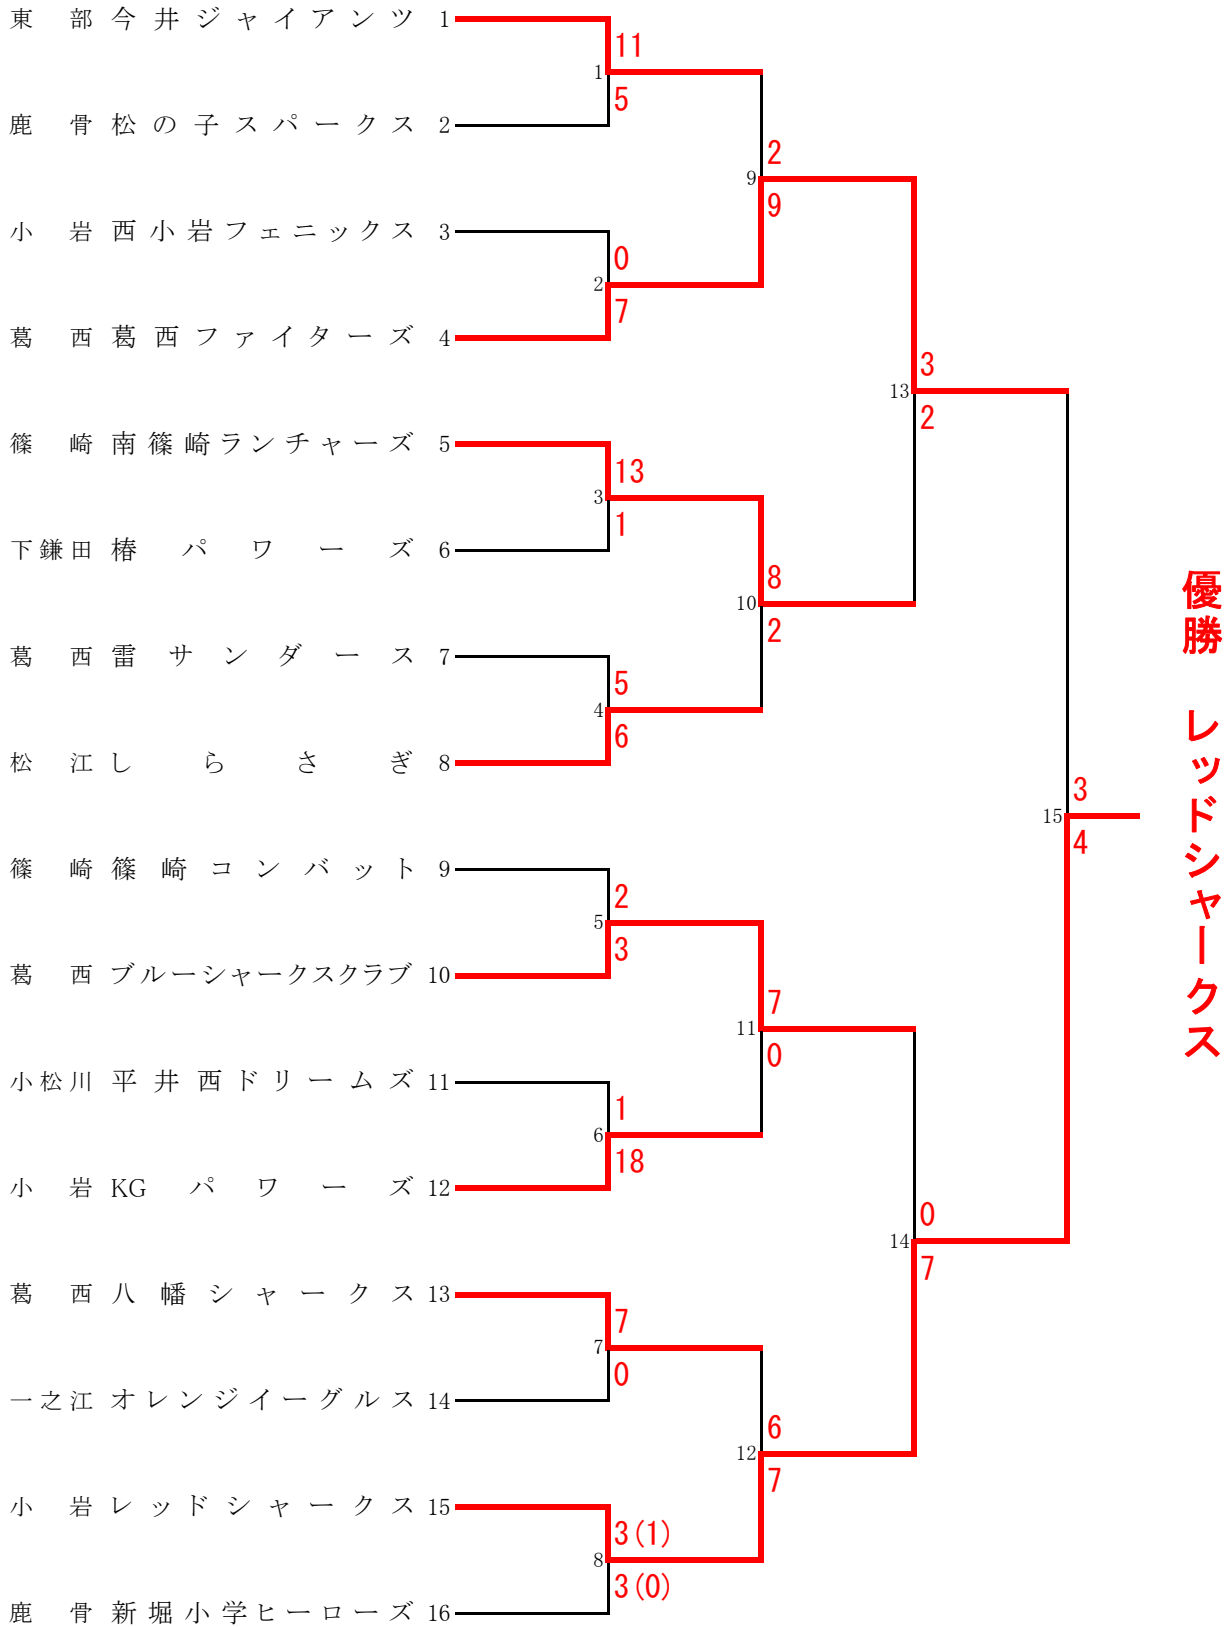 東部 今井ジャイアンツ 1
11
1
5
鹿骨 松の子スパークス 2
2
9
9
小岩 西小岩フェニックス 3
0
2
7
葛西 葛西ファイターズ 4
3
13
2
篠崎 南篠崎ランチャーズ 5
13
3
1
下鎌田 椿パワーズ 6
8
10
2
葛西 雷サンダース 7
5
4
6
松江 しらさぎ 8
3
15
4
優勝 レッドシャークス
篠崎 篠崎コンバット 9
2
5
3
葛西 ブルーシャークスクラブ 10
7
11
0
小松川 平井西ドリームズ 11
1
6
18
小岩 KGパワーズ 12
0
14
7
葛西 八幡シャークス 13
7
7
0
一之江 オレンジイーグルス 14
6
12
7
小岩 レッドシャークス 15
3(1)
8
3(0)
鹿骨 新堀小学ヒーローズ 16